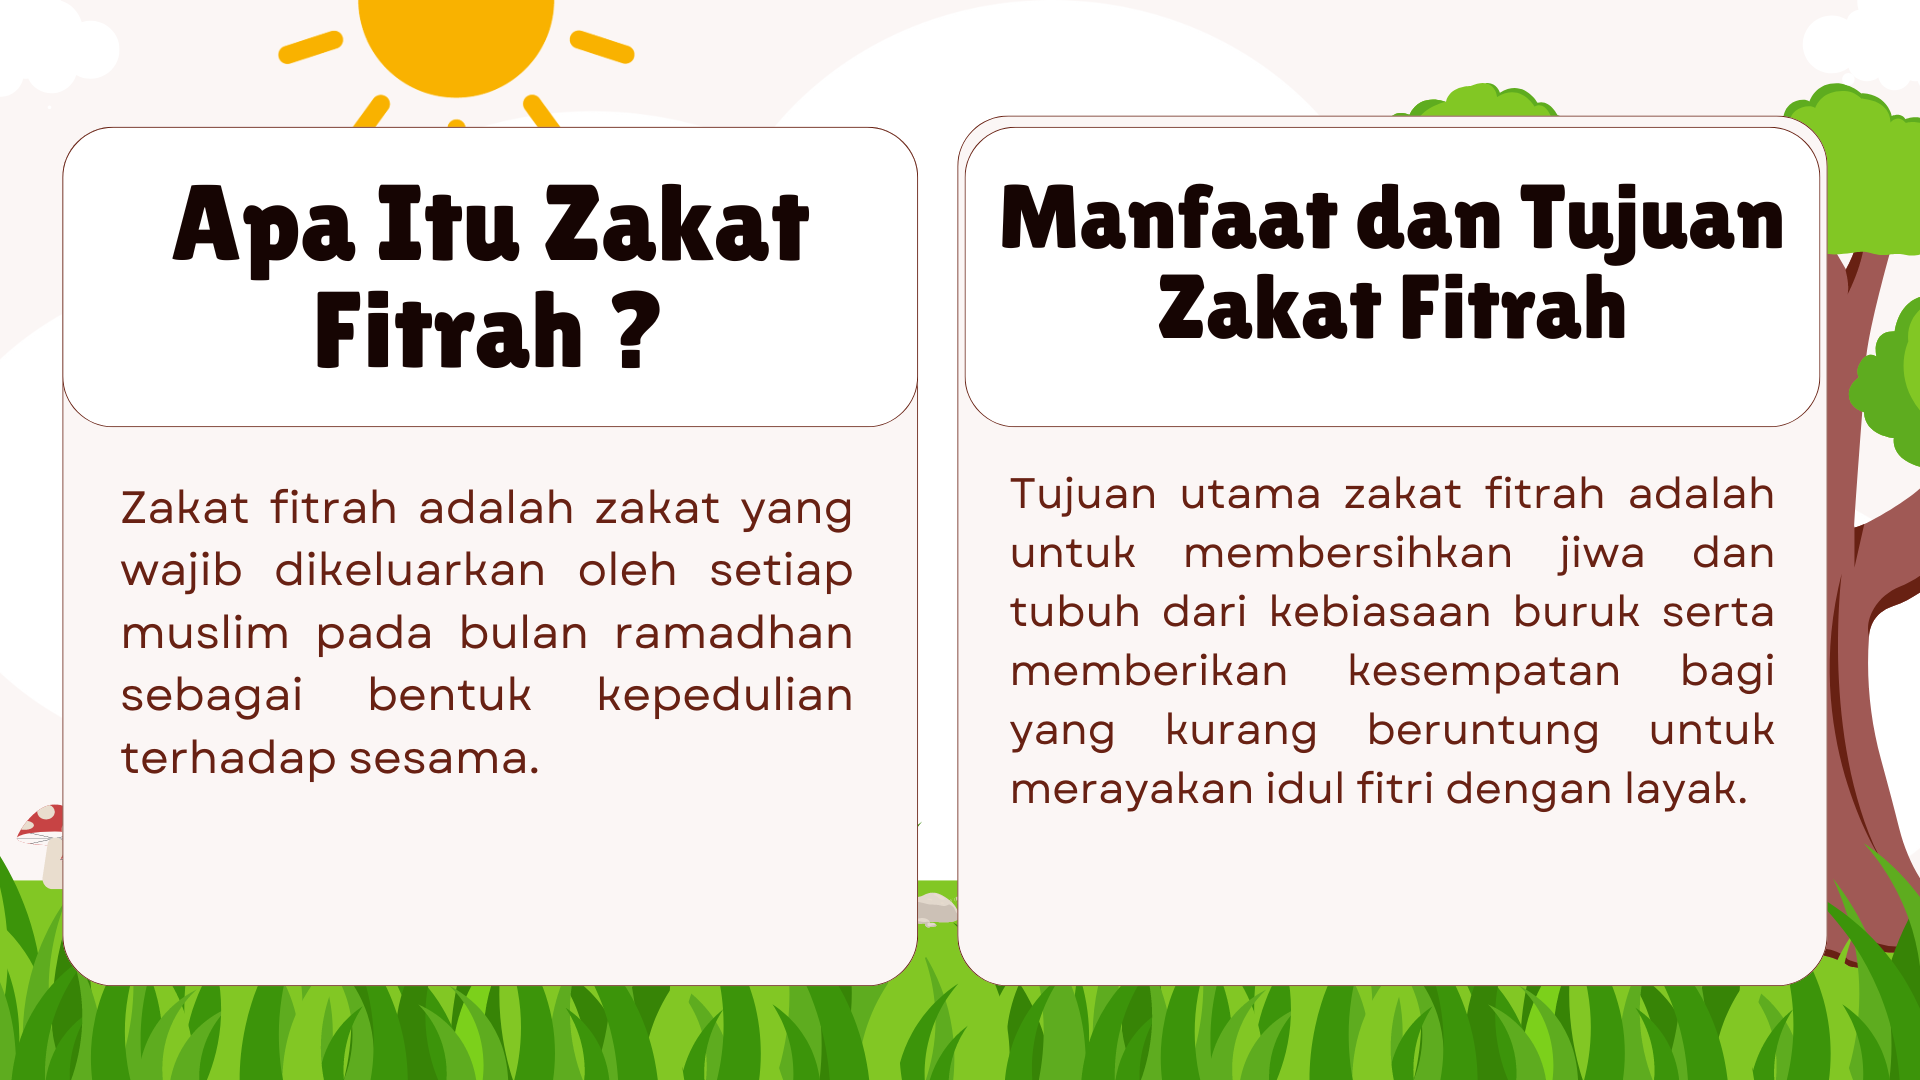 Apa Itu Zakat
Fitrah ?
Zakat fitrah adalah zakat yang
wajib dikeluarkan oleh setiap
muslim pada bulan ramadhan
sebagai bentuk kepedulian
terhadap sesama.
Manfaat dan Tujuan
Zakat Fitrah
Tujuan utama zakat fitrah adalah
untuk membersihkan jiwa dan
tubuh dari kebiasaan buruk serta
memberikan kesempatan bagi
yang kurang beruntung untuk
merayakan idul fitri dengan layak.